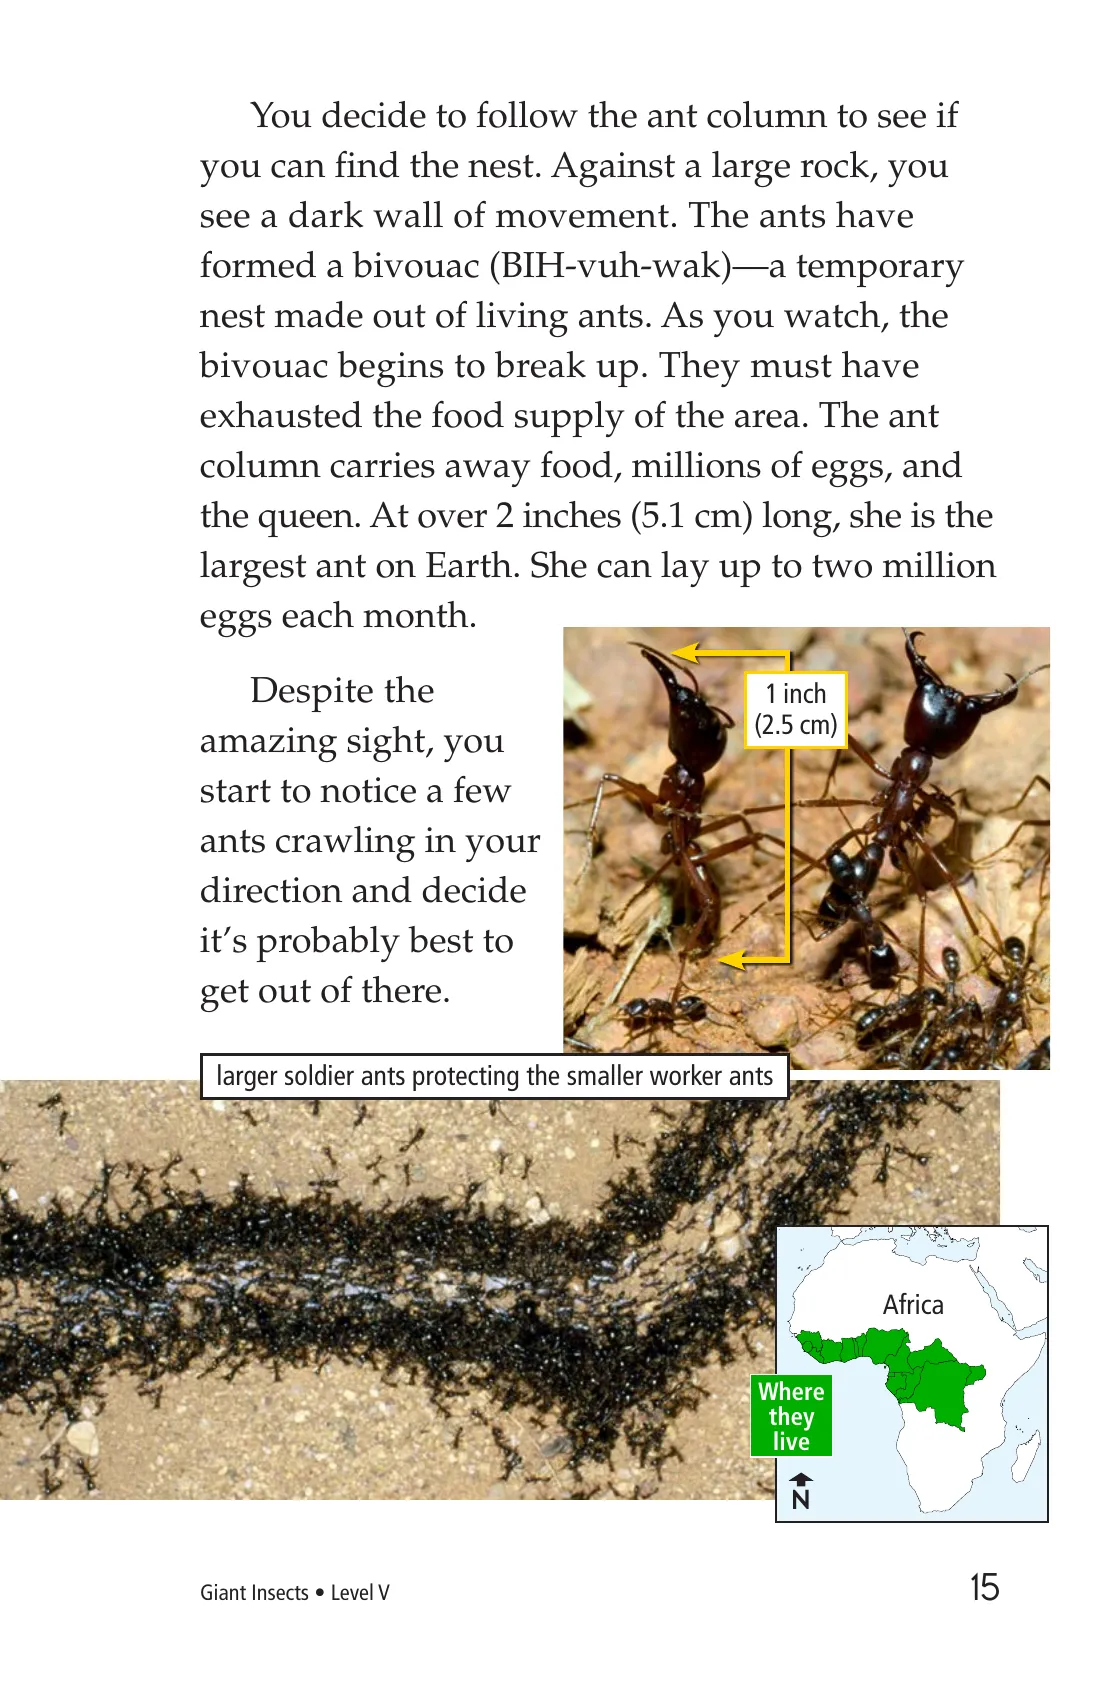 You decide to follow the ant column to see if
you can find the nest. Against a large rock, you
see a dark wall of movement. The ants have
formed a bivouac (BIH-vuh-wak)—a temporary
nest made out of living ants. As you watch, the
bivouac begins to break up. They must have
exhausted the food supply of the area. The ant
column carries away food, millions of eggs, and
the queen. At over 2 inches (5.1 cm) long, she is the
largest ant on Earth. She can lay up to two million
eggs each month.
Despite the
amazing sight, you
start to notice a few
ants crawling in your
direction and decide
it’s probably best to
get out of there.
1 inch
(2.5 cm)
larger soldier ants protecting the smaller worker ants
Africa
Where
they
live
N
Giant Insects • Level V
15